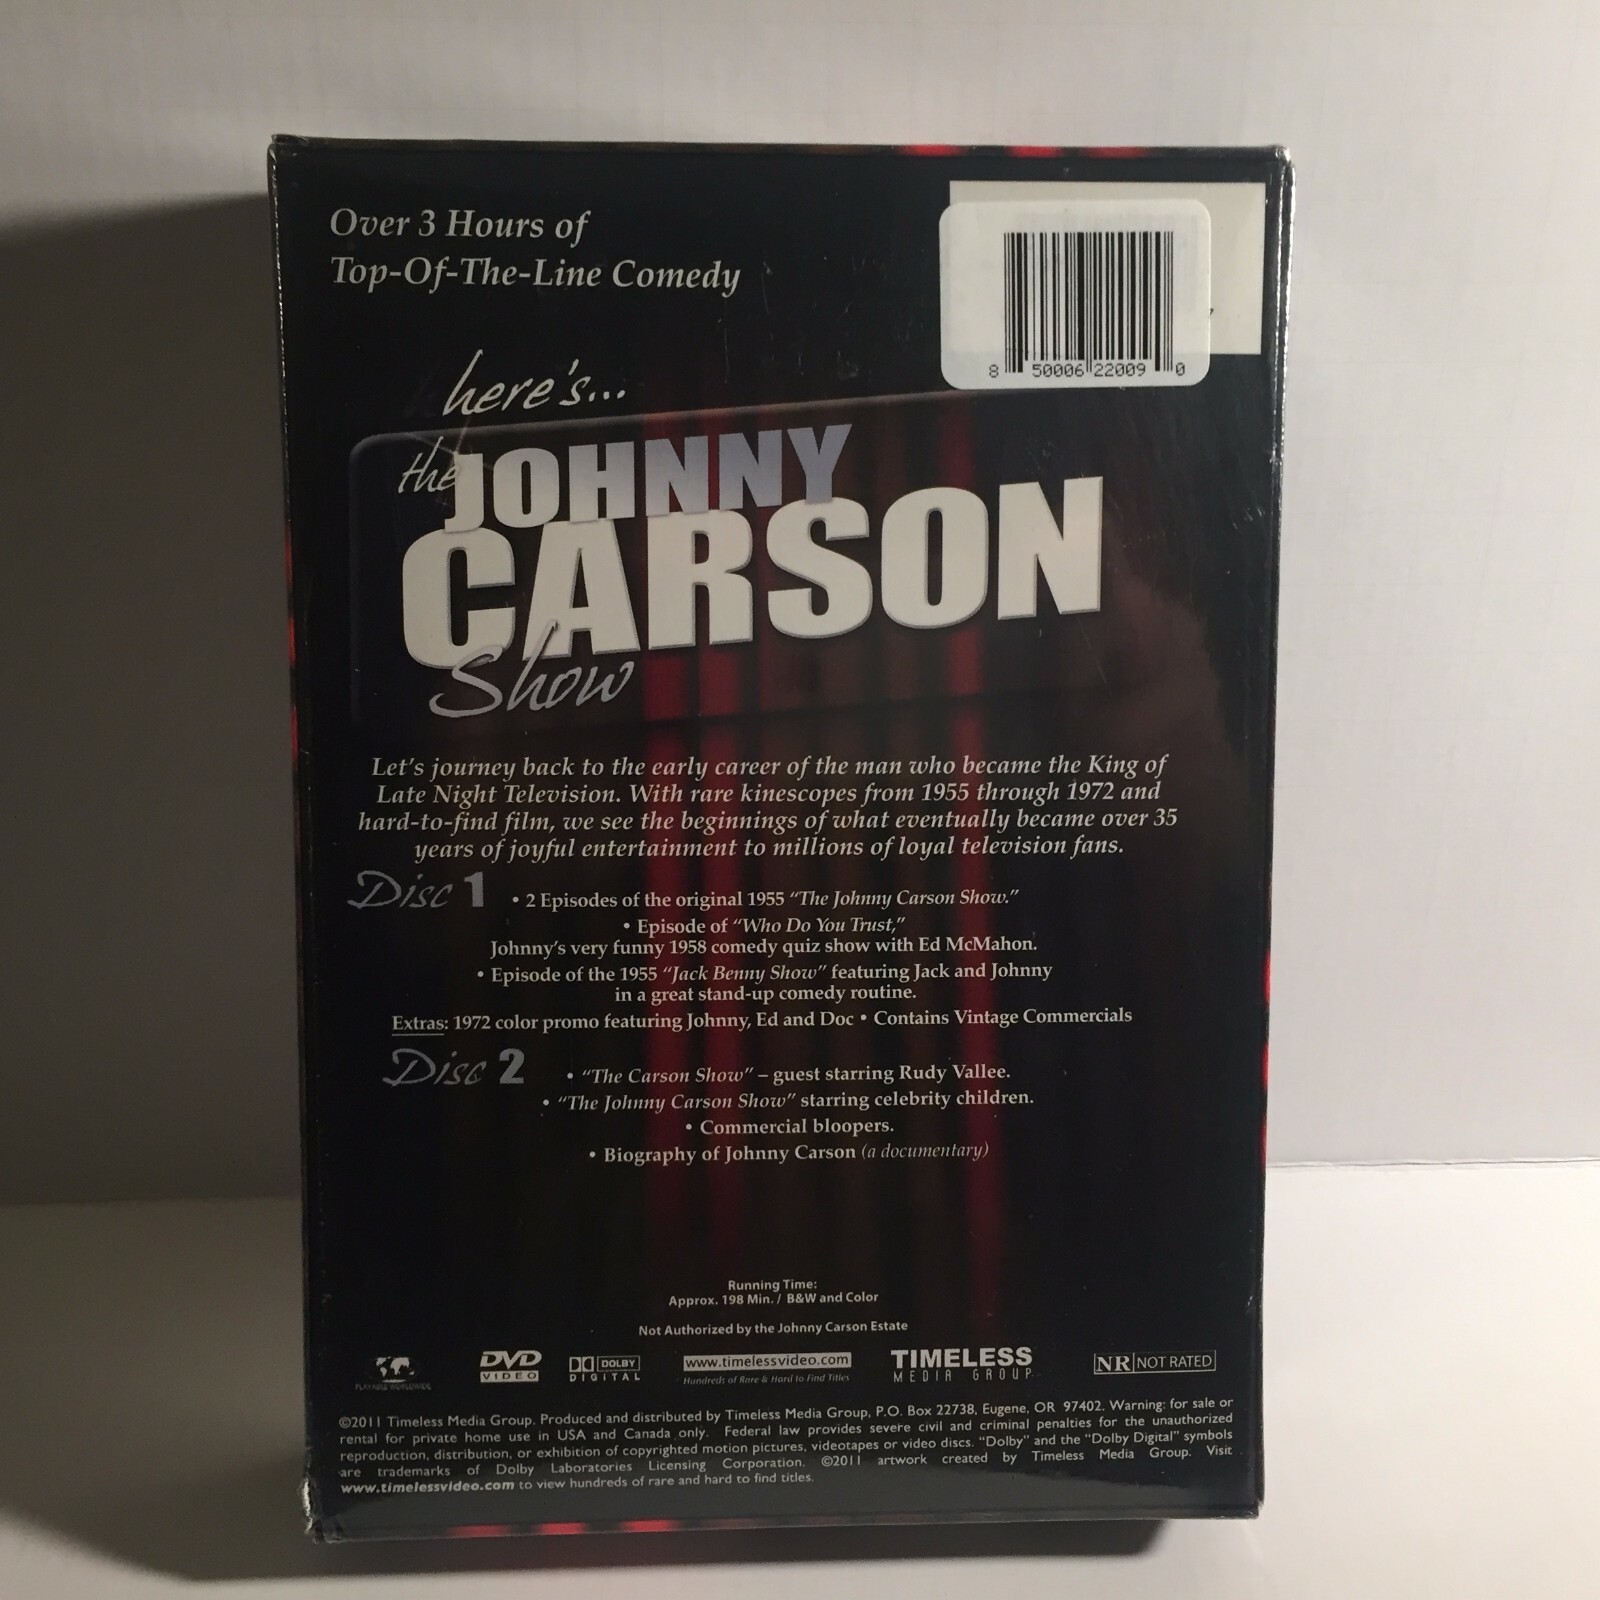 Over 3 Hours of
Top-Of-The-Line Comedy
8 50006 22009 0
here's...
the JOHNNY
CARSON
Show
Let's journey back to the early career of the man who became the King of
Late Night Television. With rare kinescopes from 1955 through 1972 and
hard-to-find film, we see the beginnings of what eventually became over 35
years of joyful entertainment to millions of loyal television fans.
Disc 1 • 2 Episodes of the original 1955 "The Johnny Carson Show."
• Episode of "Who Do You Trust,"
Johnny's very funny 1958 comedy quiz show with Ed McMahon.
• Episode of the 1955 "Jack Benny Show" featuring Jack and Johnny
in a great stand-up comedy routine.
Extras: 1972 color promo featuring Johnny, Ed and Doc • Contains Vintage Commercials
Disc 2 • "The Carson Show" – guest starring Rudy Vallee.
• "The Johnny Carson Show" starring celebrity children.
• Commercial bloopers.
• Biography of Johnny Carson (a documentary)
Running Time:
Approx. 198 Min. / B&W and Color
Not Authorized by the Johnny Carson Estate
PLAYABLE WORLDWIDE
DVD VIDEO
DOLBY DIGITAL
www.timelessvideo.com
Hundreds of Rare & Hard to Find Titles
TIMELESS
MEDIA GROUP
NR NOT RATED
©2011 Timeless Media Group. Produced and distributed by Timeless Media Group, P.O. Box 22738, Eugene, OR 97402. Warning: for sale or
rental for private home use in USA and Canada only. Federal law provides severe civil and criminal penalties for the unauthorized
reproduction, distribution, or exhibition of copyrighted motion pictures, videotapes or video discs. "Dolby" and the "Dolby Digital" symbols
are trademarks of Dolby Laboratories Licensing Corporation. ©2011 artwork created by Timeless Media Group. Visit
www.timelessvideo.com to view hundreds of rare and hard to find titles.